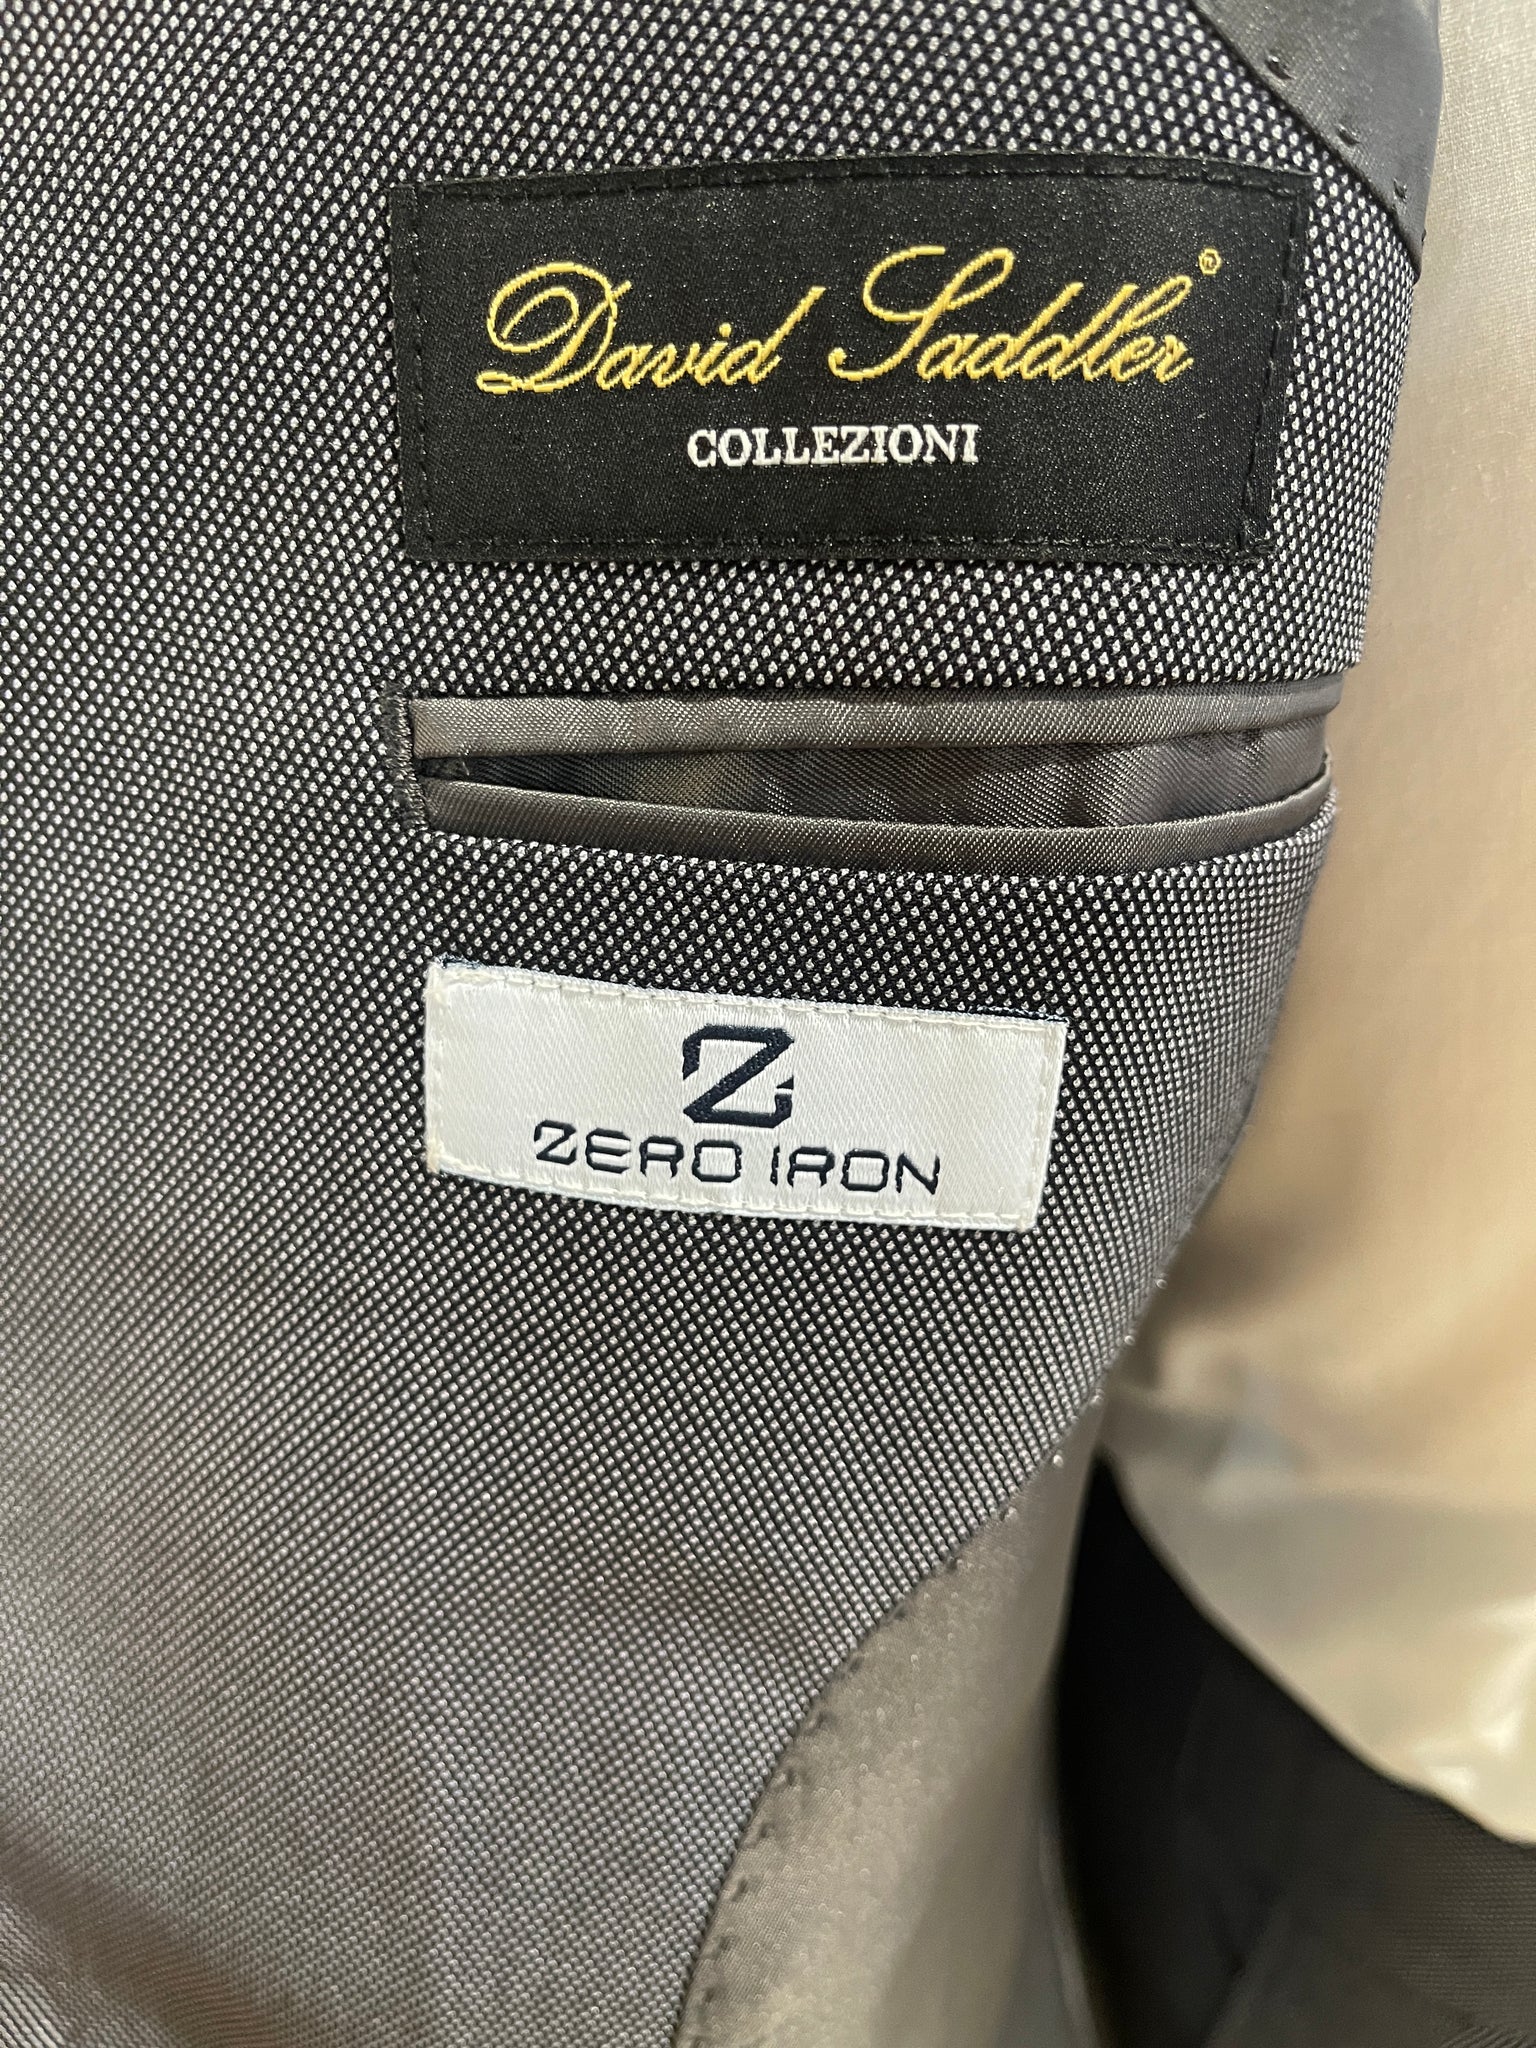 David Saddler®
COLLEZIONI
Z
ZERO IRON